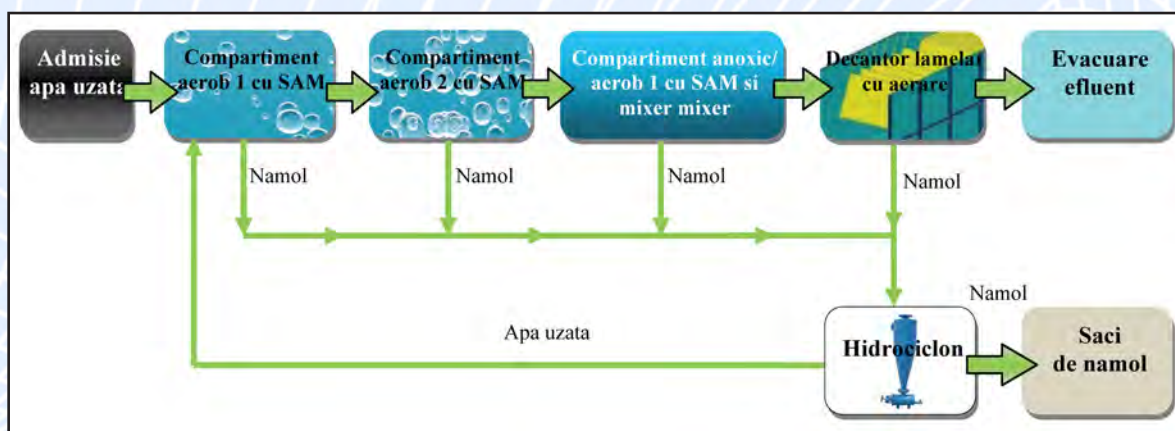 Admisie
apa uzata
Compartiment
aerob 1 cu SAM
Compartiment
aerob 2 cu SAM
Compartiment anoxic/
aerob 1 cu SAM si
mixer mixer
Decantor lamelar
cu aerare
Evacuare
efluent
Namol
Namol
Namol
Namol
Namol
Apa uzata
Hidrociclon
Saci
de namol